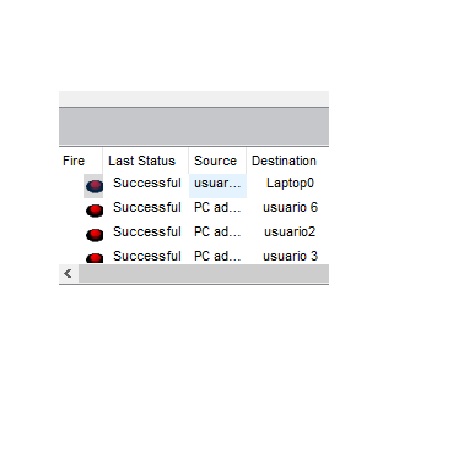 Fire Last Status Source Destination
Successful usuar... Laptop0
Successful PC ad... usuario 6
Successful PC ad... usuario2
Successful PC ad... usuario 3